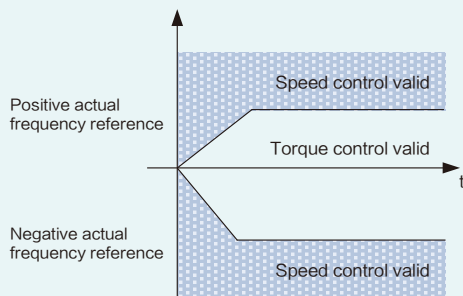 Speed control valid
Positive actual
frequency reference
Torque control valid
t
Negative actual
frequency reference
Speed control valid